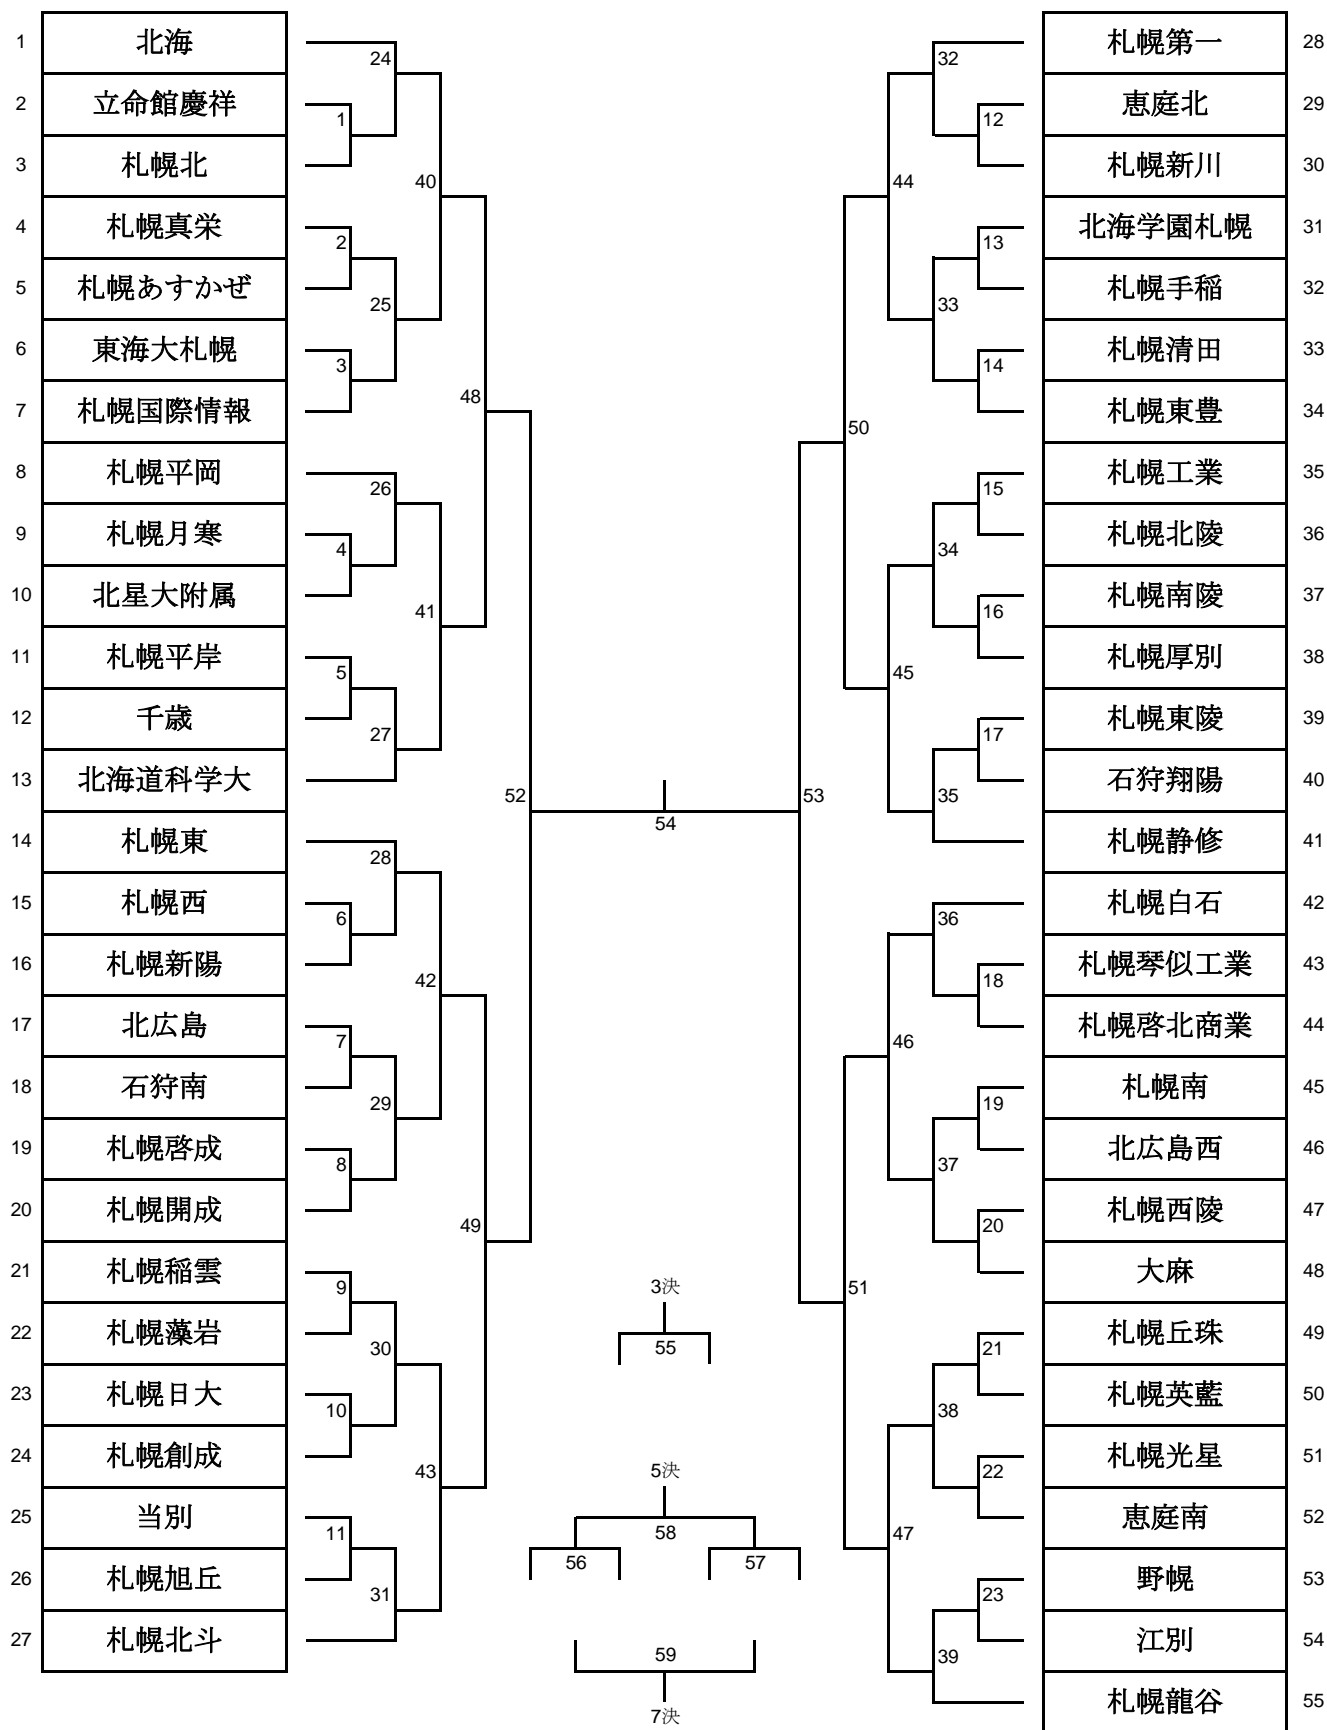 1 北海
2 立命館慶祥
3 札幌北
4 札幌真栄
5 札幌あすかぜ
6 東海大札幌
7 札幌国際情報
8 札幌平岡
9 札幌月寒
10 北星大附属
11 札幌平岸
12 千歳
13 北海道科学大
14 札幌東
15 札幌西
16 札幌新陽
17 北広島
18 石狩南
19 札幌啓成
20 札幌開成
21 札幌稲雲
22 札幌藻岩
23 札幌日大
24 札幌創成
25 当別
26 札幌旭丘
27 札幌北斗
1
2
3
4
5
6
7
8
9
10
11
24
25
26
27
28
29
30
31
40
41
42
43
48
49
52
54
3決
55
5決
58
56
57
59
7決
53
50
51
44
45
46
47
32
33
34
35
36
37
38
39
12
13
14
15
16
17
18
19
20
21
22
23
札幌第一 28
恵庭北 29
札幌新川 30
北海学園札幌 31
札幌手稲 32
札幌清田 33
札幌東豊 34
札幌工業 35
札幌北陵 36
札幌南陵 37
札幌厚別 38
札幌東陵 39
石狩翔陽 40
札幌静修 41
札幌白石 42
札幌琴似工業 43
札幌啓北商業 44
札幌南 45
北広島西 46
札幌西陵 47
大麻 48
札幌丘珠 49
札幌英藍 50
札幌光星 51
恵庭南 52
野幌 53
江別 54
札幌龍谷 55